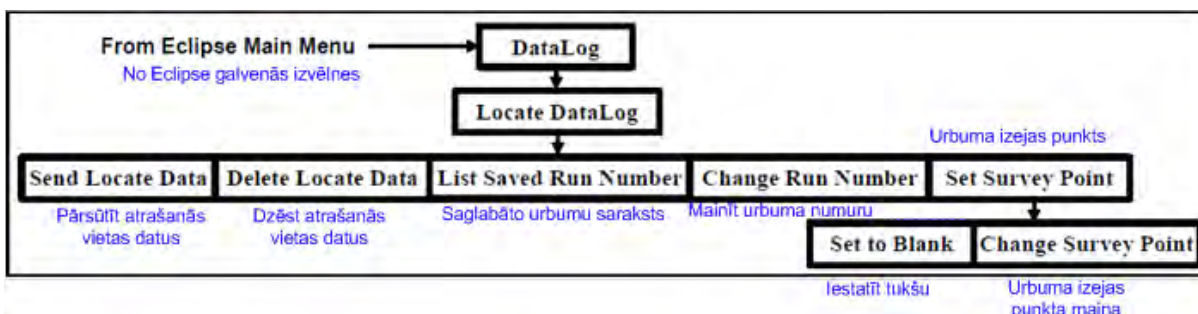 From Eclipse Main Menu
DataLog
No Eclipse galvenās izvēlnes
Locate DataLog
Urbuma izejas punkts
Send Locate Data
Delete Locate Data
List Saved Run Number
Change Run Number
Set Survey Point
Pārsūtīt atrašanās
vietas datus
Dzēst atrašanās
vietas datus
Saglabāto urbumu saraksts
Mainīt urbuma numuru
Set to Blank
Change Survey Point
Iestatīt tukšu
Urbuma izejas
punkta maiņa